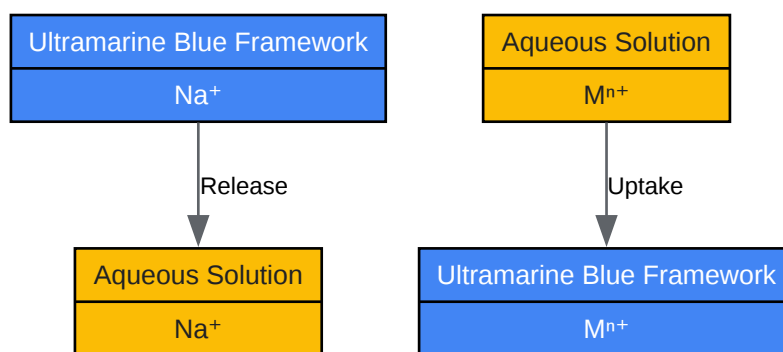 Ultramarine Blue Framework
Na⁺
Release
Aqueous Solution
Na⁺
Aqueous Solution
Mⁿ⁺
Uptake
Ultramarine Blue Framework
Mⁿ⁺